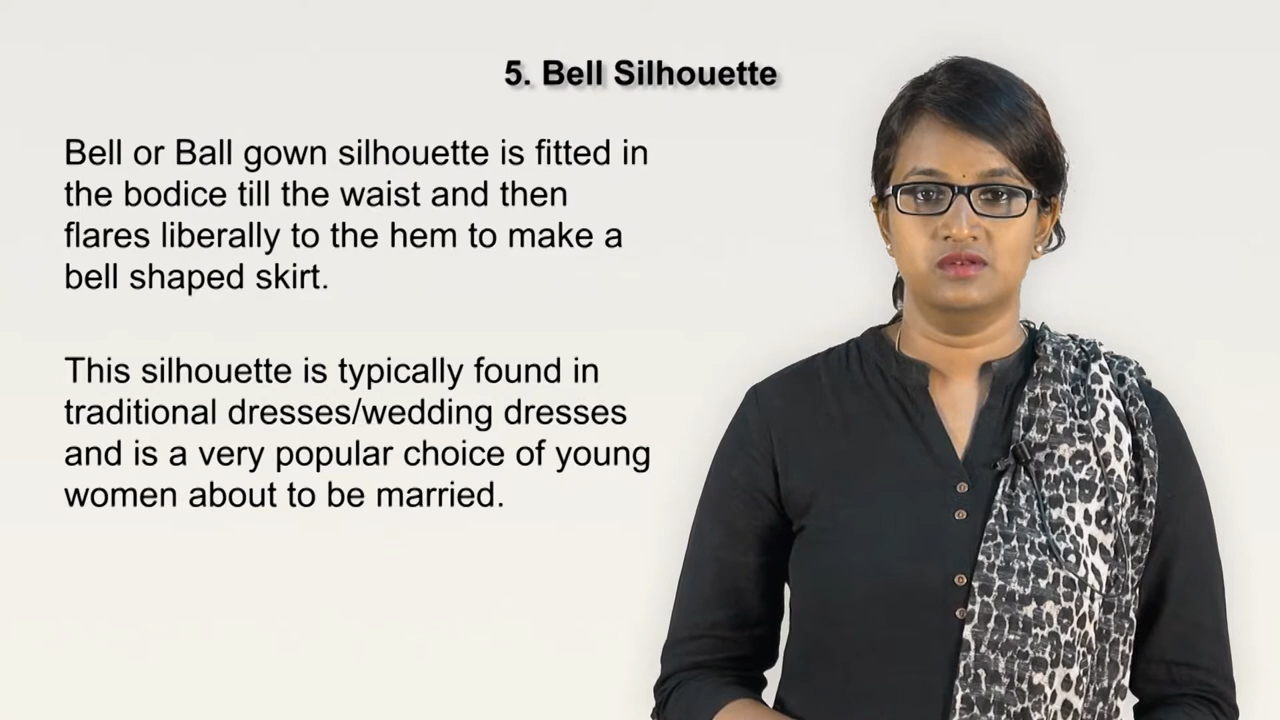 5. Bell Silhouette
Bell or Ball gown silhouette is fitted in
the bodice till the waist and then
flares liberally to the hem to make a
bell shaped skirt.
This silhouette is typically found in
traditional dresses/wedding dresses
and is a very popular choice of young
women about to be married.